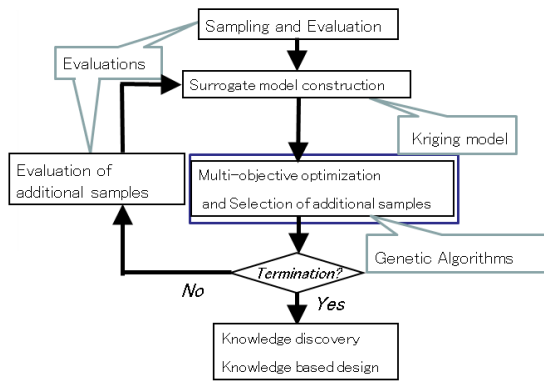 Sampling and Evaluation
Evaluations
Surrogate model construction
Kriging model
Evaluation of
additional samples
Multi-objective optimization
and Selection of additional samples
Genetic Algorithms
Termination?
No
Yes
Knowledge discovery
Knowledge based design